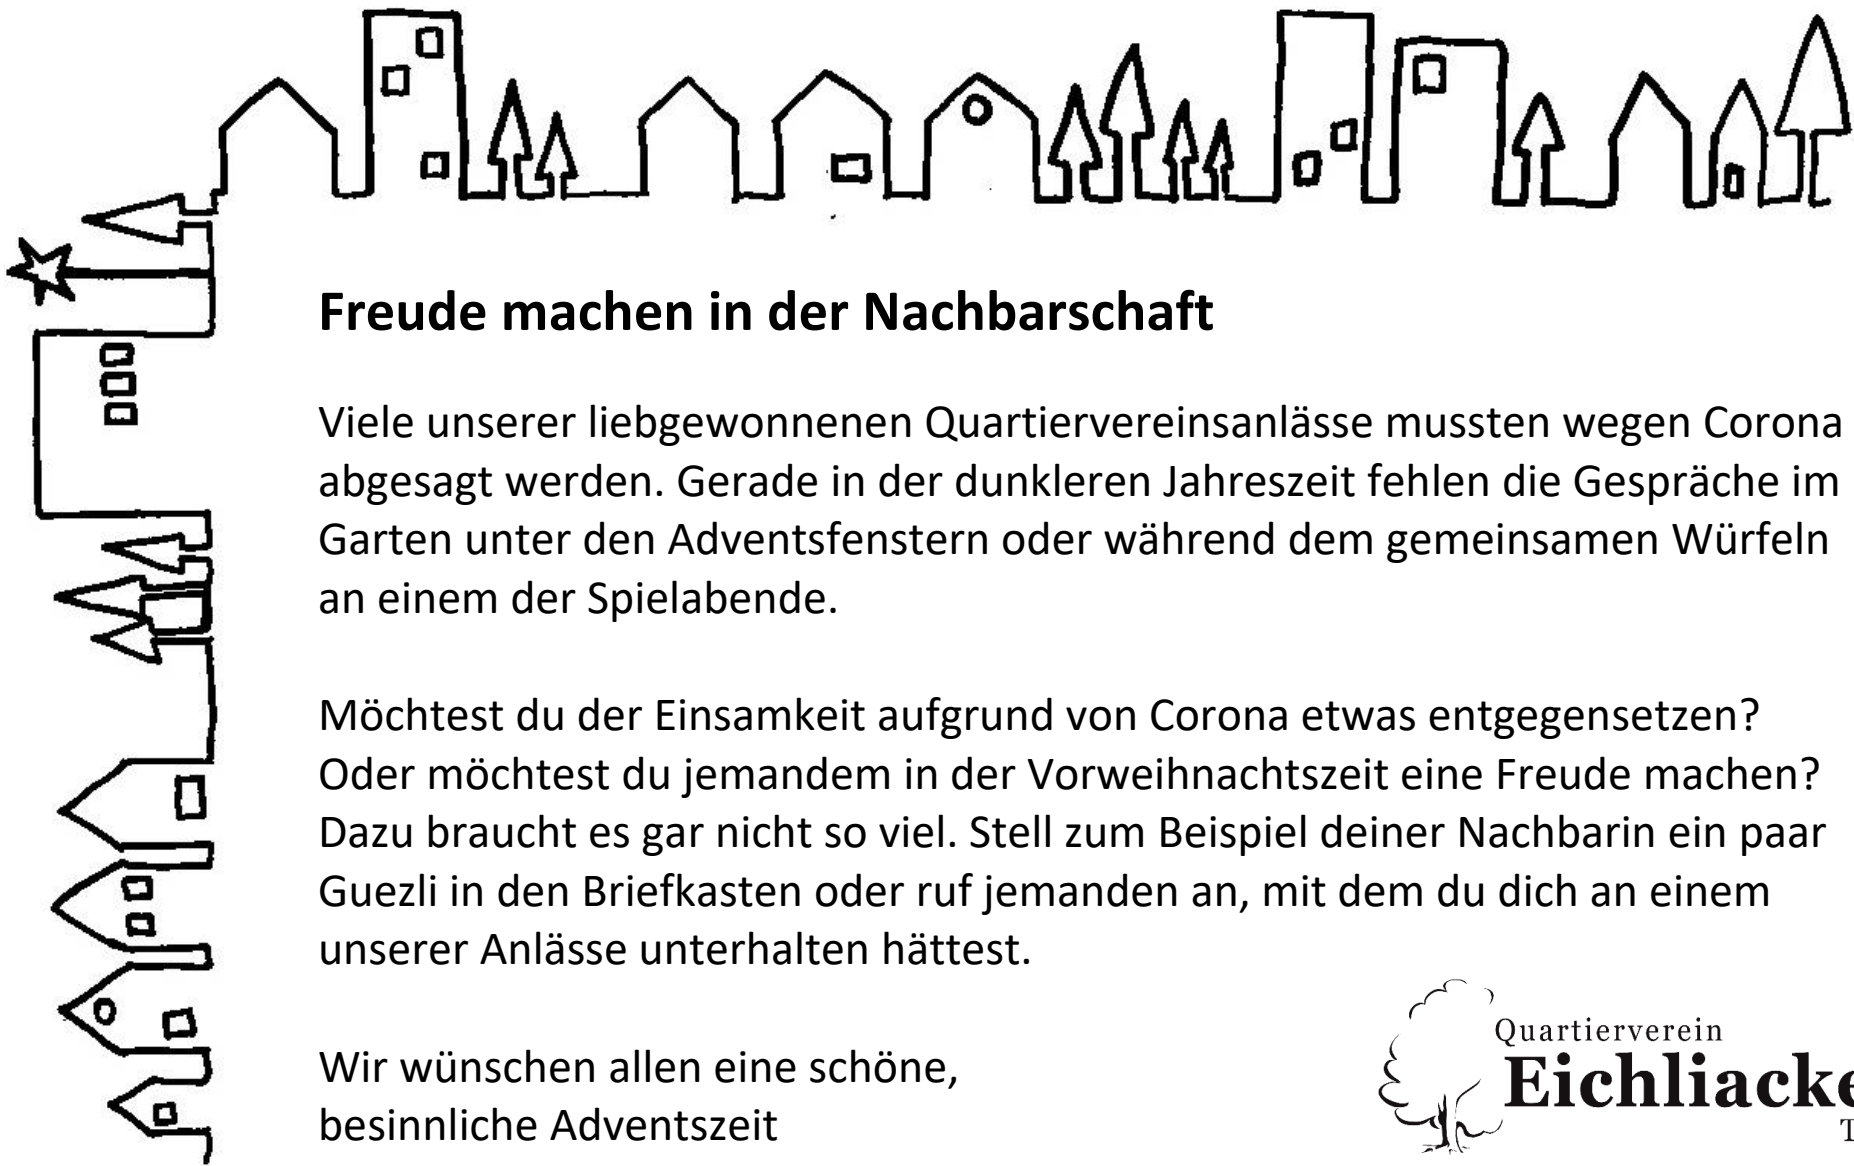 Freude machen in der Nachbarschaft
Viele unserer liebgewonnenen Quartiervereinsanlässe mussten wegen Corona
abgesagt werden. Gerade in der dunkleren Jahreszeit fehlen die Gespräche im
Garten unter den Adventsfenstern oder während dem gemeinsamen Würfeln
an einem der Spielabende.
Möchtest du der Einsamkeit aufgrund von Corona etwas entgegensetzen?
Oder möchtest du jemandem in der Vorweihnachtszeit eine Freude machen?
Dazu braucht es gar nicht so viel. Stell zum Beispiel deiner Nachbarin ein paar
Guezli in den Briefkasten oder ruf jemanden an, mit dem du dich an einem
unserer Anlässe unterhalten hättest.
Wir wünschen allen eine schöne,
besinnliche Adventszeit
Quartierverein